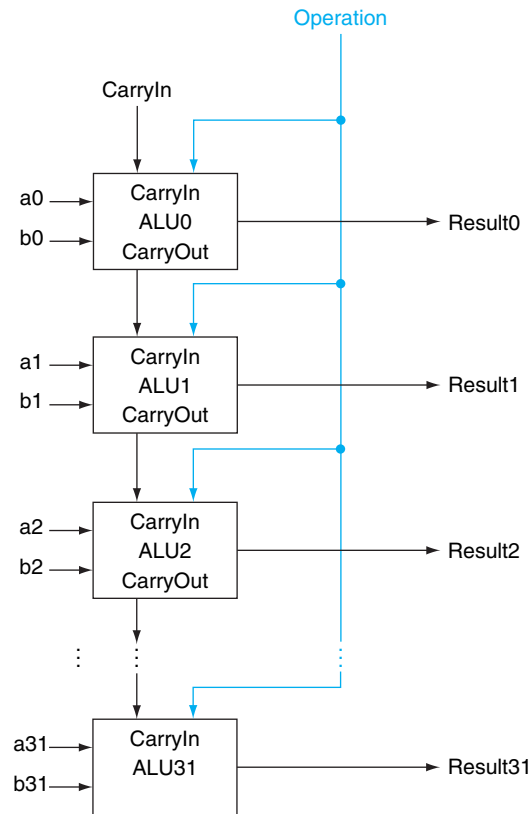 Operation
CarryIn
a0
b0
CarryIn
ALU0
CarryOut
Result0
a1
b1
CarryIn
ALU1
CarryOut
Result1
a2
b2
CarryIn
ALU2
CarryOut
Result2
a31
b31
CarryIn
ALU31
Result31